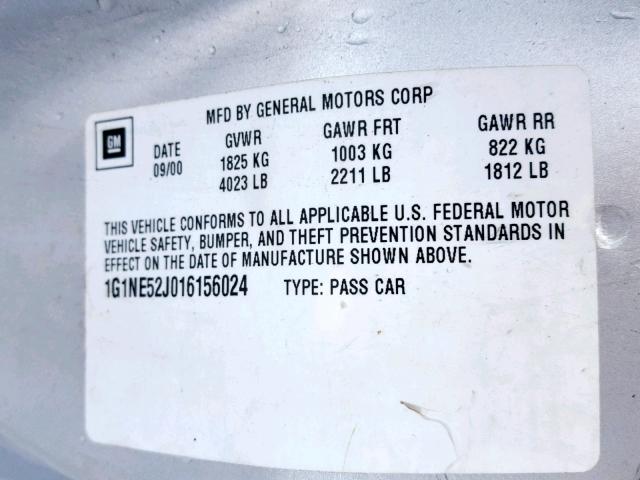 MFD BY GENERAL MOTORS CORP
GM
DATE GVWR GAWR FRT GAWR RR
09/00 1825 KG 1003 KG 822 KG
4023 LB 2211 LB 1812 LB
THIS VEHICLE CONFORMS TO ALL APPLICABLE U.S. FEDERAL MOTOR
VEHICLE SAFETY, BUMPER, AND THEFT PREVENTION STANDARDS IN
EFFECT ON THE DATE OF MANUFACTURE SHOWN ABOVE.
1G1NE52J016156024 TYPE: PASS CAR